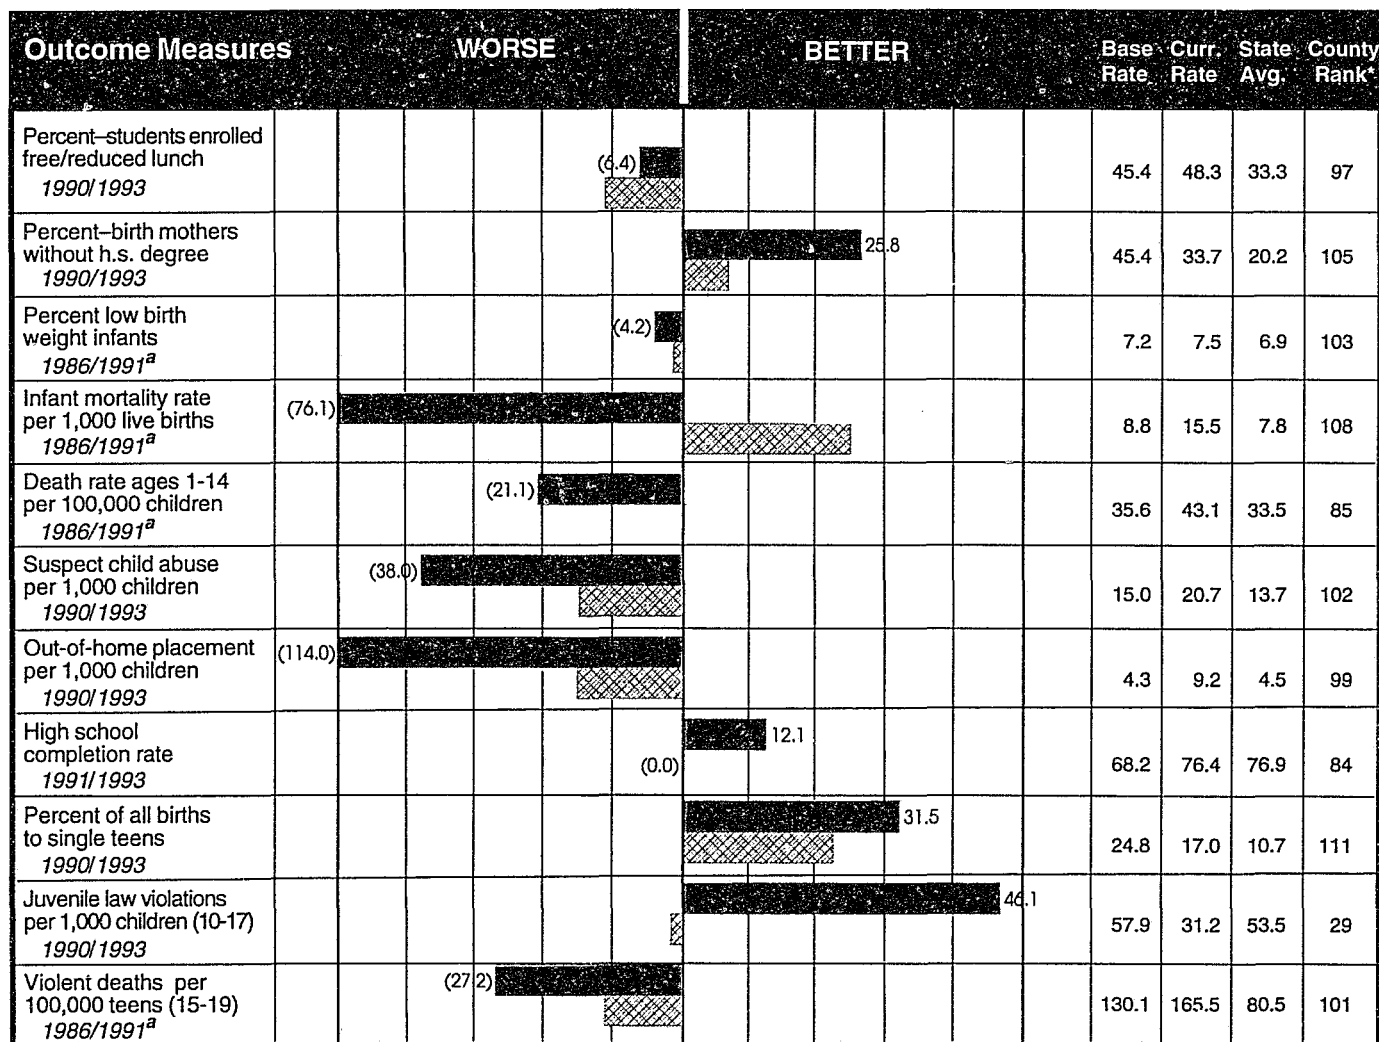 Outcome Measures WORSE BETTER Base Curr. State County
Rate Rate Avg. Rank*
Percent–students enrolled
free/reduced lunch (6.4) 45.4 48.3 33.3 97
1990/1993
Percent–birth mothers
without h.s. degree 25.8 45.4 33.7 20.2 105
1990/1993
Percent low birth
weight infants (4.2) 7.2 7.5 6.9 103
1986/1991a
Infant mortality rate
per 1,000 live births (76.1) 8.8 15.5 7.8 108
1986/1991a
Death rate ages 1-14
per 100,000 children (21.1) 35.6 43.1 33.5 85
1986/1991a
Suspect child abuse
per 1,000 children (38.0) 15.0 20.7 13.7 102
1990/1993
Out-of-home placement
per 1,000 children (114.0) 4.3 9.2 4.5 99
1990/1993
High school 12.1
completion rate (0.0) 68.2 76.4 76.9 84
1991/1993
Percent of all births 31.5
to single teens 24.8 17.0 10.7 111
1990/1993
Juvenile law violations 46.1
per 1,000 children (10-17) 57.9 31.2 53.5 29
1990/1993
Violent deaths per (27.2)
100,000 teens (15-19) 130.1 165.5 80.5 101
1986/1991a